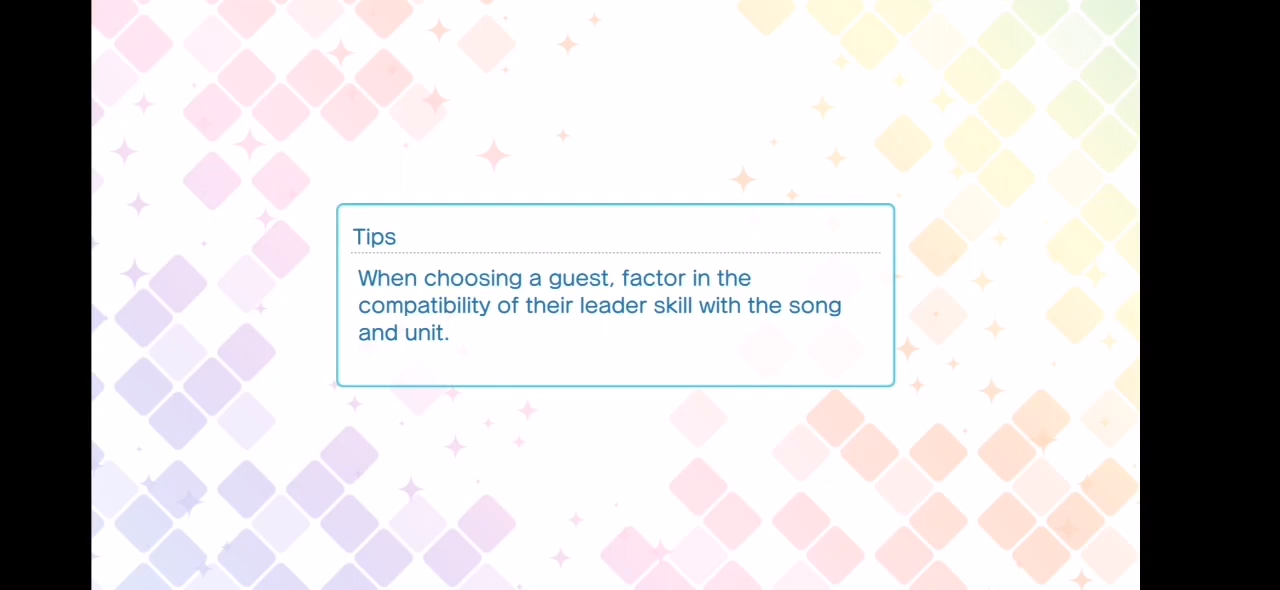 Tips
When choosing a guest, factor in the
compatibility of their leader skill with the song
and unit.